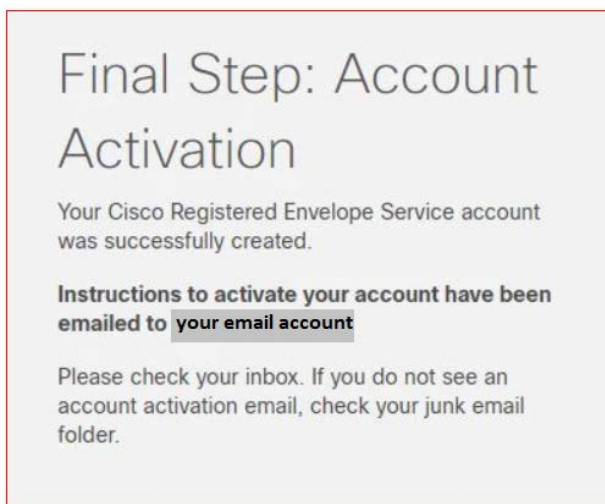 Final Step: Account
Activation
Your Cisco Registered Envelope Service account
was successfully created.
Instructions to activate your account have been
emailed to your email account
Please check your inbox. If you do not see an
account activation email, check your junk email
folder.